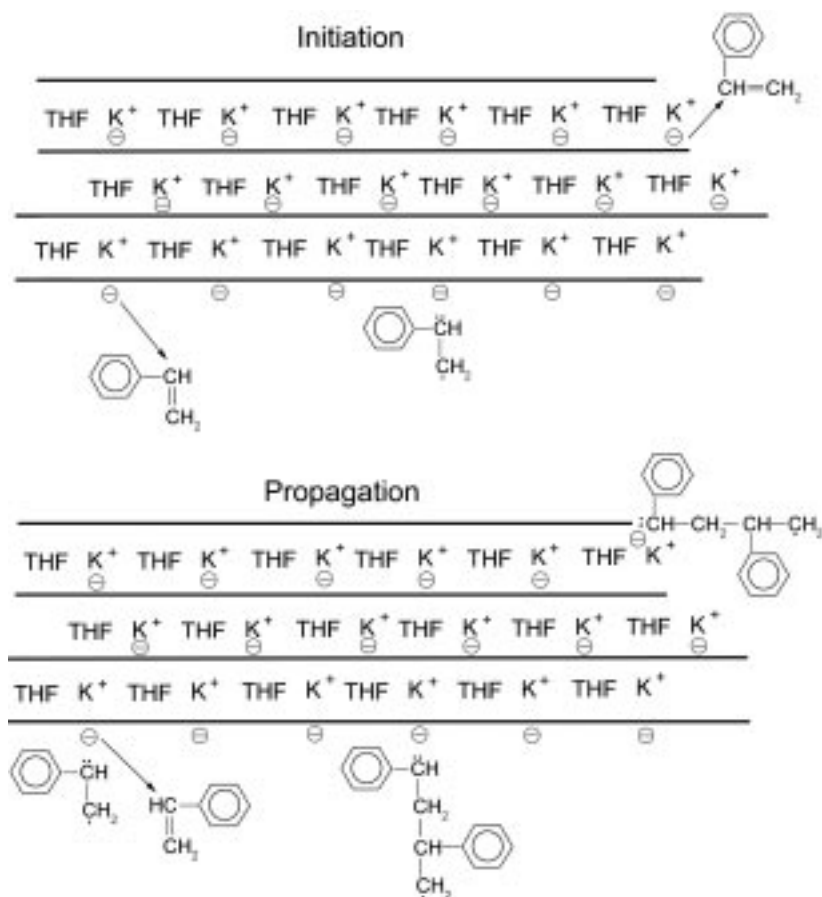 Initiation
CH=CH₂
THF K⁺ THF K⁺ THF K⁺ THF K⁺ THF K⁺ THF K⁺
THF K⁺ THF K⁺ THF K⁺ THF K⁺ THF K⁺ THF K⁺
THF K⁺ THF K⁺ THF K⁺ THF K⁺ THF K⁺ THF K⁺
CH
CH₂
CH
CH₂
Propagation
CH—CH₂—CH—CH₂
THF K⁺ THF K⁺ THF K⁺ THF K⁺ THF K⁺ THF K⁺
THF K⁺ THF K⁺ THF K⁺ THF K⁺ THF K⁺ THF K⁺
THF K⁺ THF K⁺ THF K⁺ THF K⁺ THF K⁺ THF K⁺
CH
CH₂
HC
CH₂
CH
CH₂
CH
CH₂